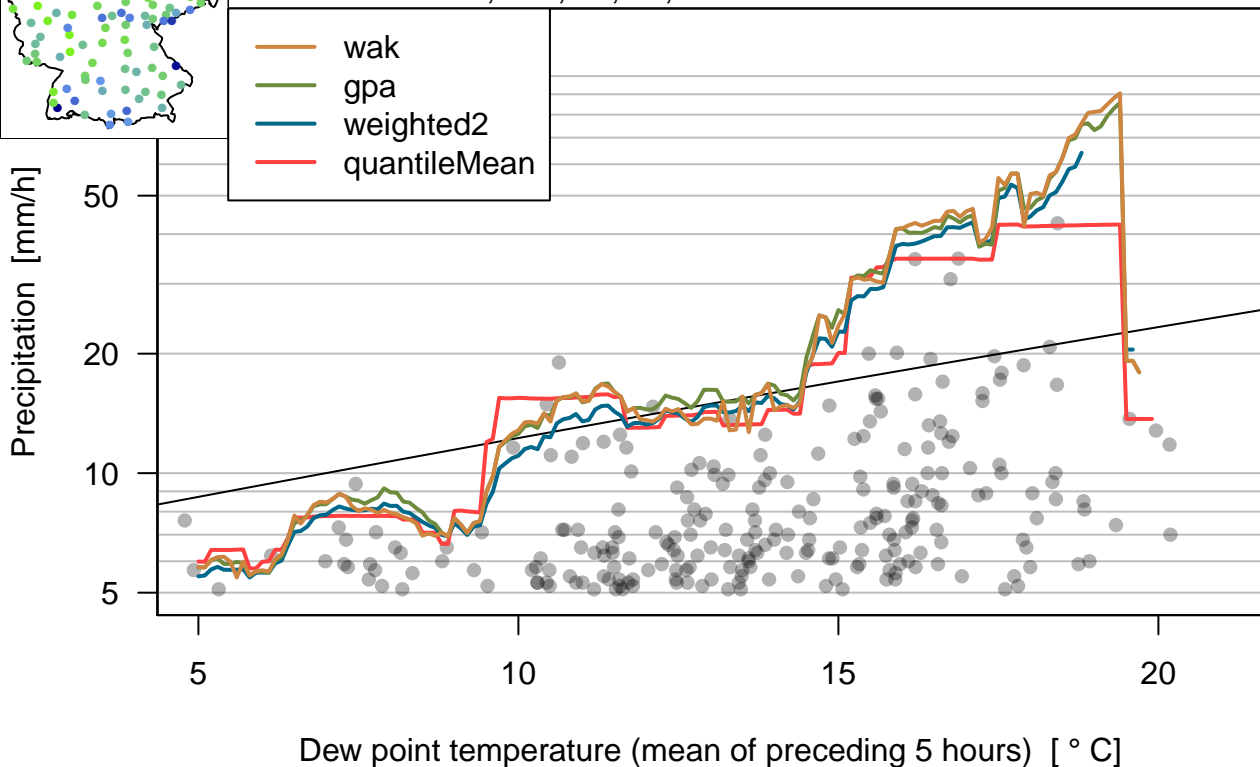 wak
gpa
weighted2
quantileMean
Precipitation [mm/h]
50
20
10
5
5 10 15 20
Dew point temperature (mean of preceding 5 hours) [ ° C]